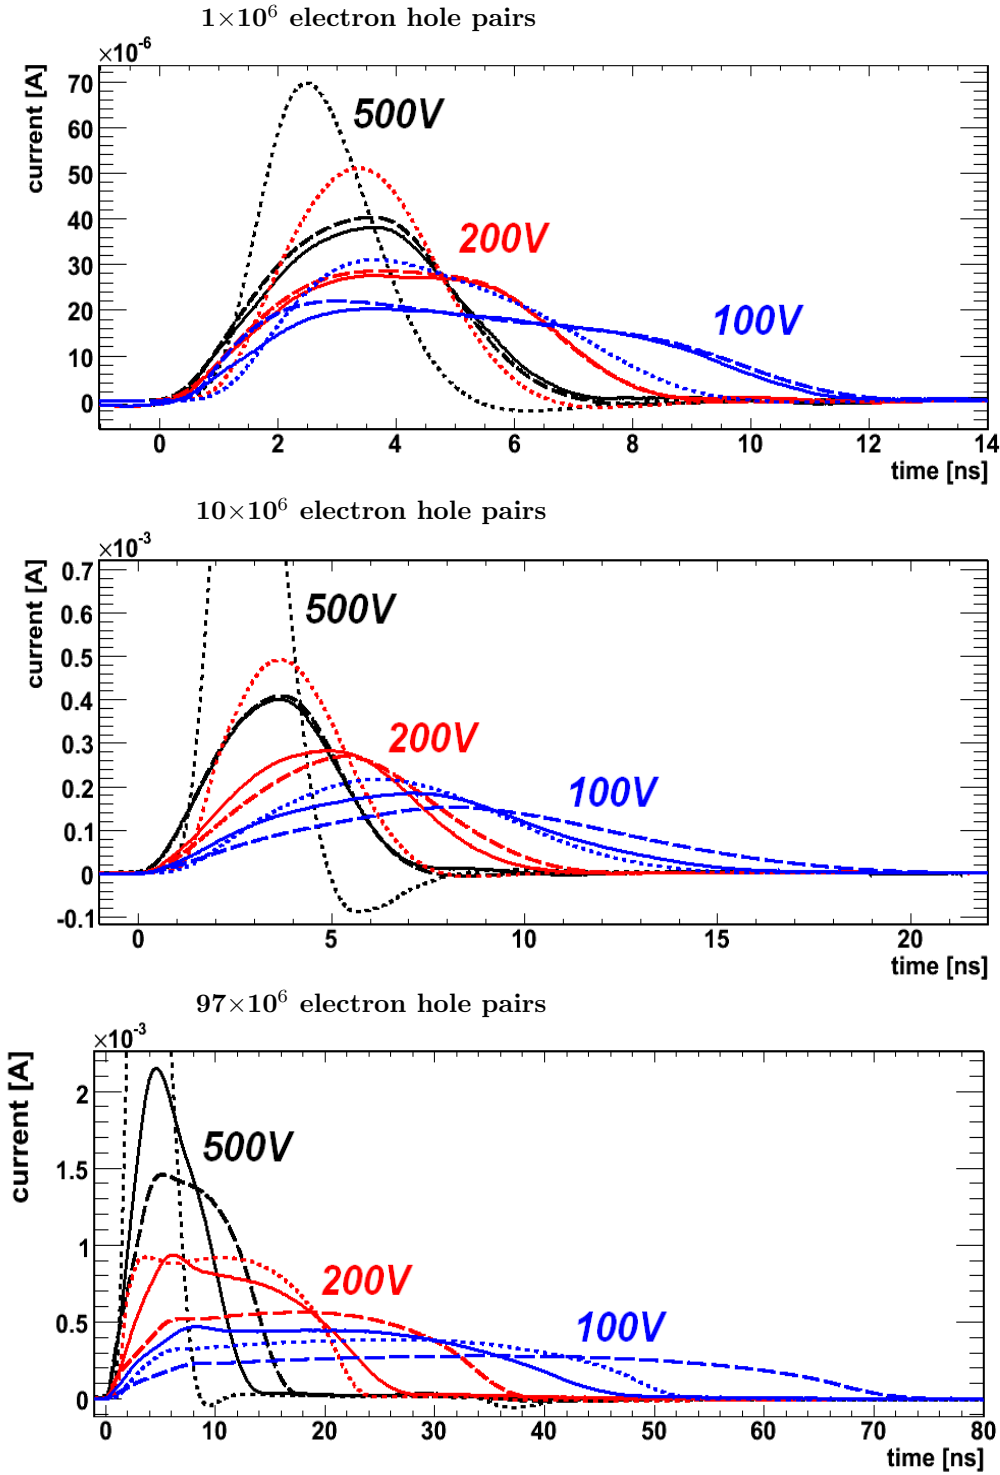 1×10⁶ electron hole pairs
×10⁻⁶
current [A]
70
60
50
40
30
20
10
0
500V
200V
100V
0 2 4 6 8 10 12 14
time [ns]
10×10⁶ electron hole pairs
×10⁻³
current [A]
0.7
0.6
0.5
0.4
0.3
0.2
0.1
0
-0.1
500V
200V
100V
0 5 10 15 20
time [ns]
97×10⁶ electron hole pairs
×10⁻³
current [A]
2
1.5
1
0.5
0
500V
200V
100V
0 10 20 30 40 50 60 70 80
time [ns]